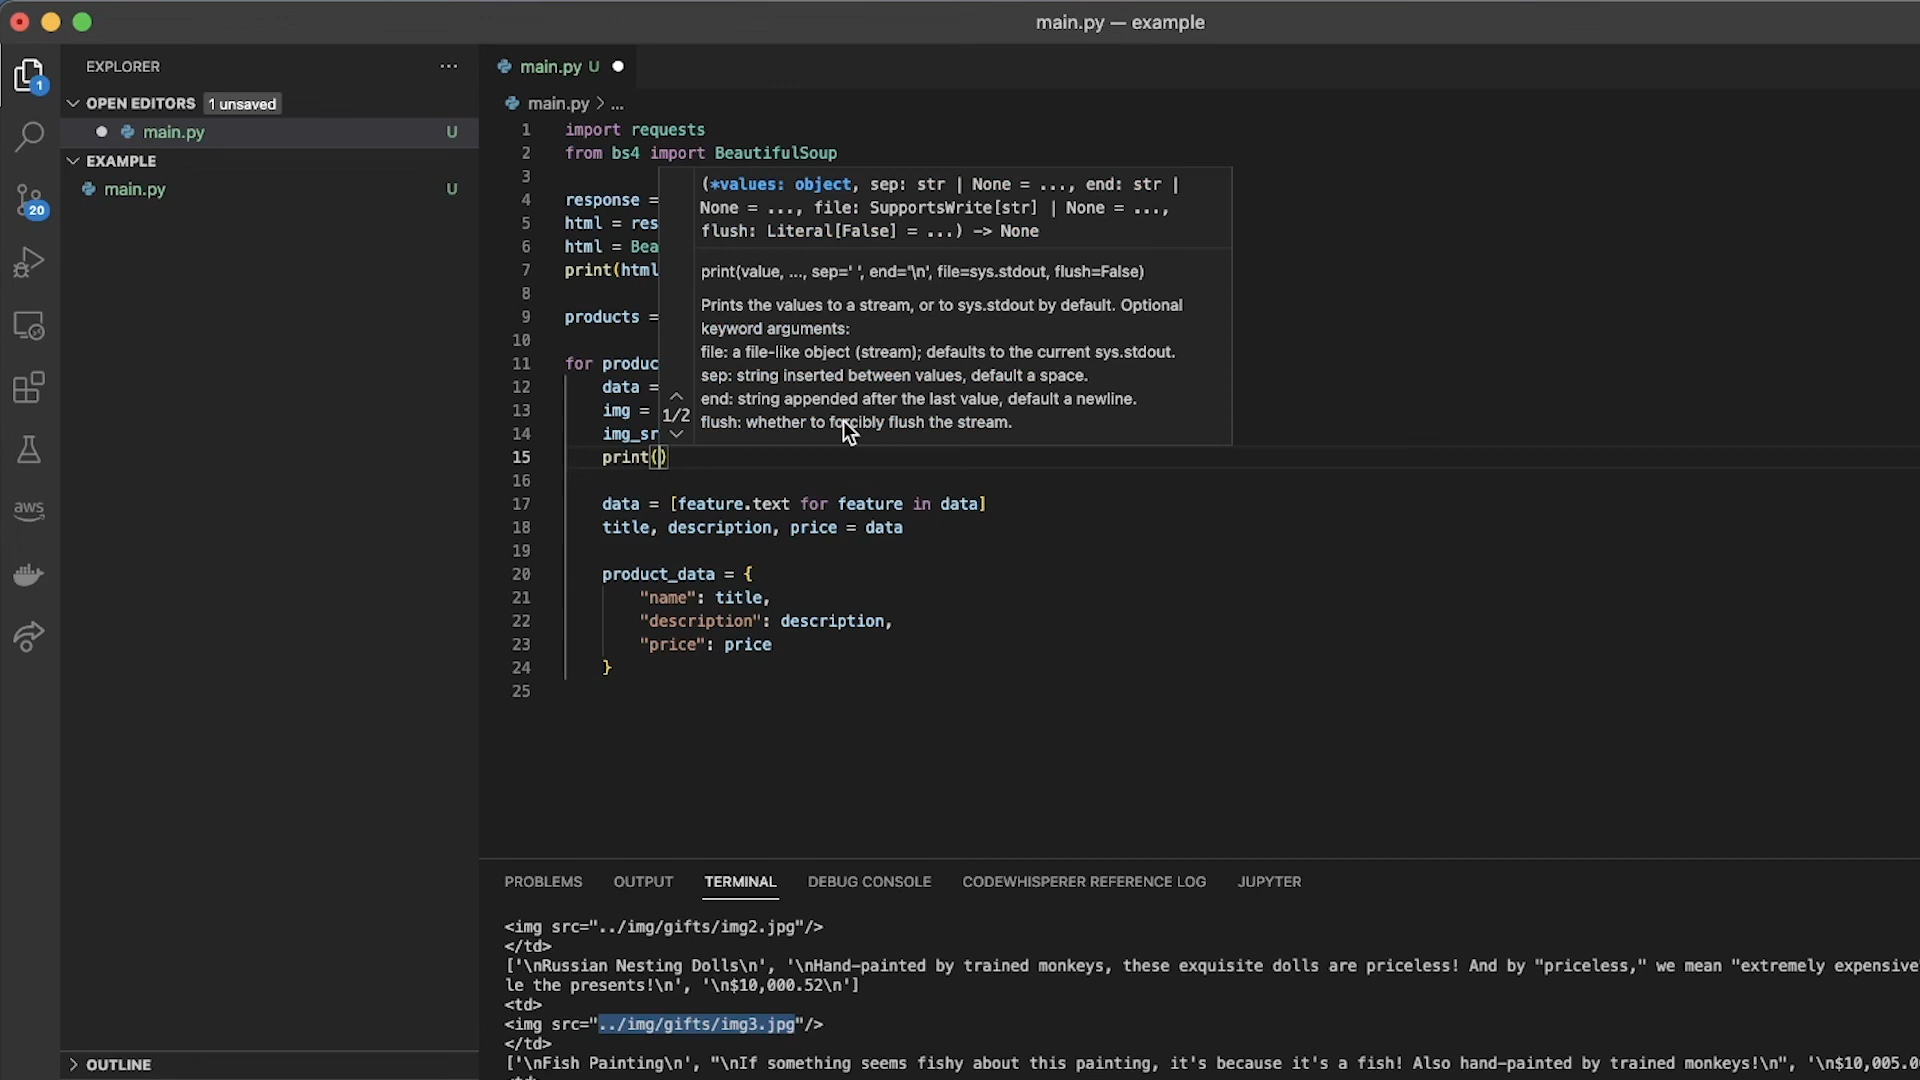 main.py — example
EXPLORER
main.py U
1
OPEN EDITORS 1 unsaved
main.py > ...
main.py U
EXAMPLE
main.py U
20
aws
1 import requests
2 from bs4 import BeautifulSoup
3
4 response =
5 html = res
6 html = Bea
7 print(html
8
9 products =
10
11 for produc
12 data =
13 img =
14 img_sr
15 print()
16
17 data = [feature.text for feature in data]
18 title, description, price = data
19
20 product_data = {
21 "name": title,
22 "description": description,
23 "price": price
24 }
25
(*values: object, sep: str | None = ..., end: str |
None = ..., file: SupportsWrite[str] | None = ...,
flush: Literal[False] = ...) -> None
print(value, ..., sep=' ', end='\n', file=sys.stdout, flush=False)
Prints the values to a stream, or to sys.stdout by default. Optional
keyword arguments:
file: a file-like object (stream); defaults to the current sys.stdout.
sep: string inserted between values, default a space.
end: string appended after the last value, default a newline.
flush: whether to forcibly flush the stream.
1/2
PROBLEMS OUTPUT TERMINAL DEBUG CONSOLE CODEWHISPERER REFERENCE LOG JUPYTER
<img src="../img/gifts/img2.jpg"/>
</td>
['\nRussian Nesting Dolls\n', '\nHand-painted by trained monkeys, these exquisite dolls are priceless! And by "priceless," we mean "extremely expensive
le the presents!\n', '\n$10,000.52\n']
<td>
<img src="../img/gifts/img3.jpg"/>
</td>
['\nFish Painting\n', "\nIf something seems fishy about this painting, it's because it's a fish! Also hand-painted by trained monkeys!\n", '\n$10,005.0
OUTLINE